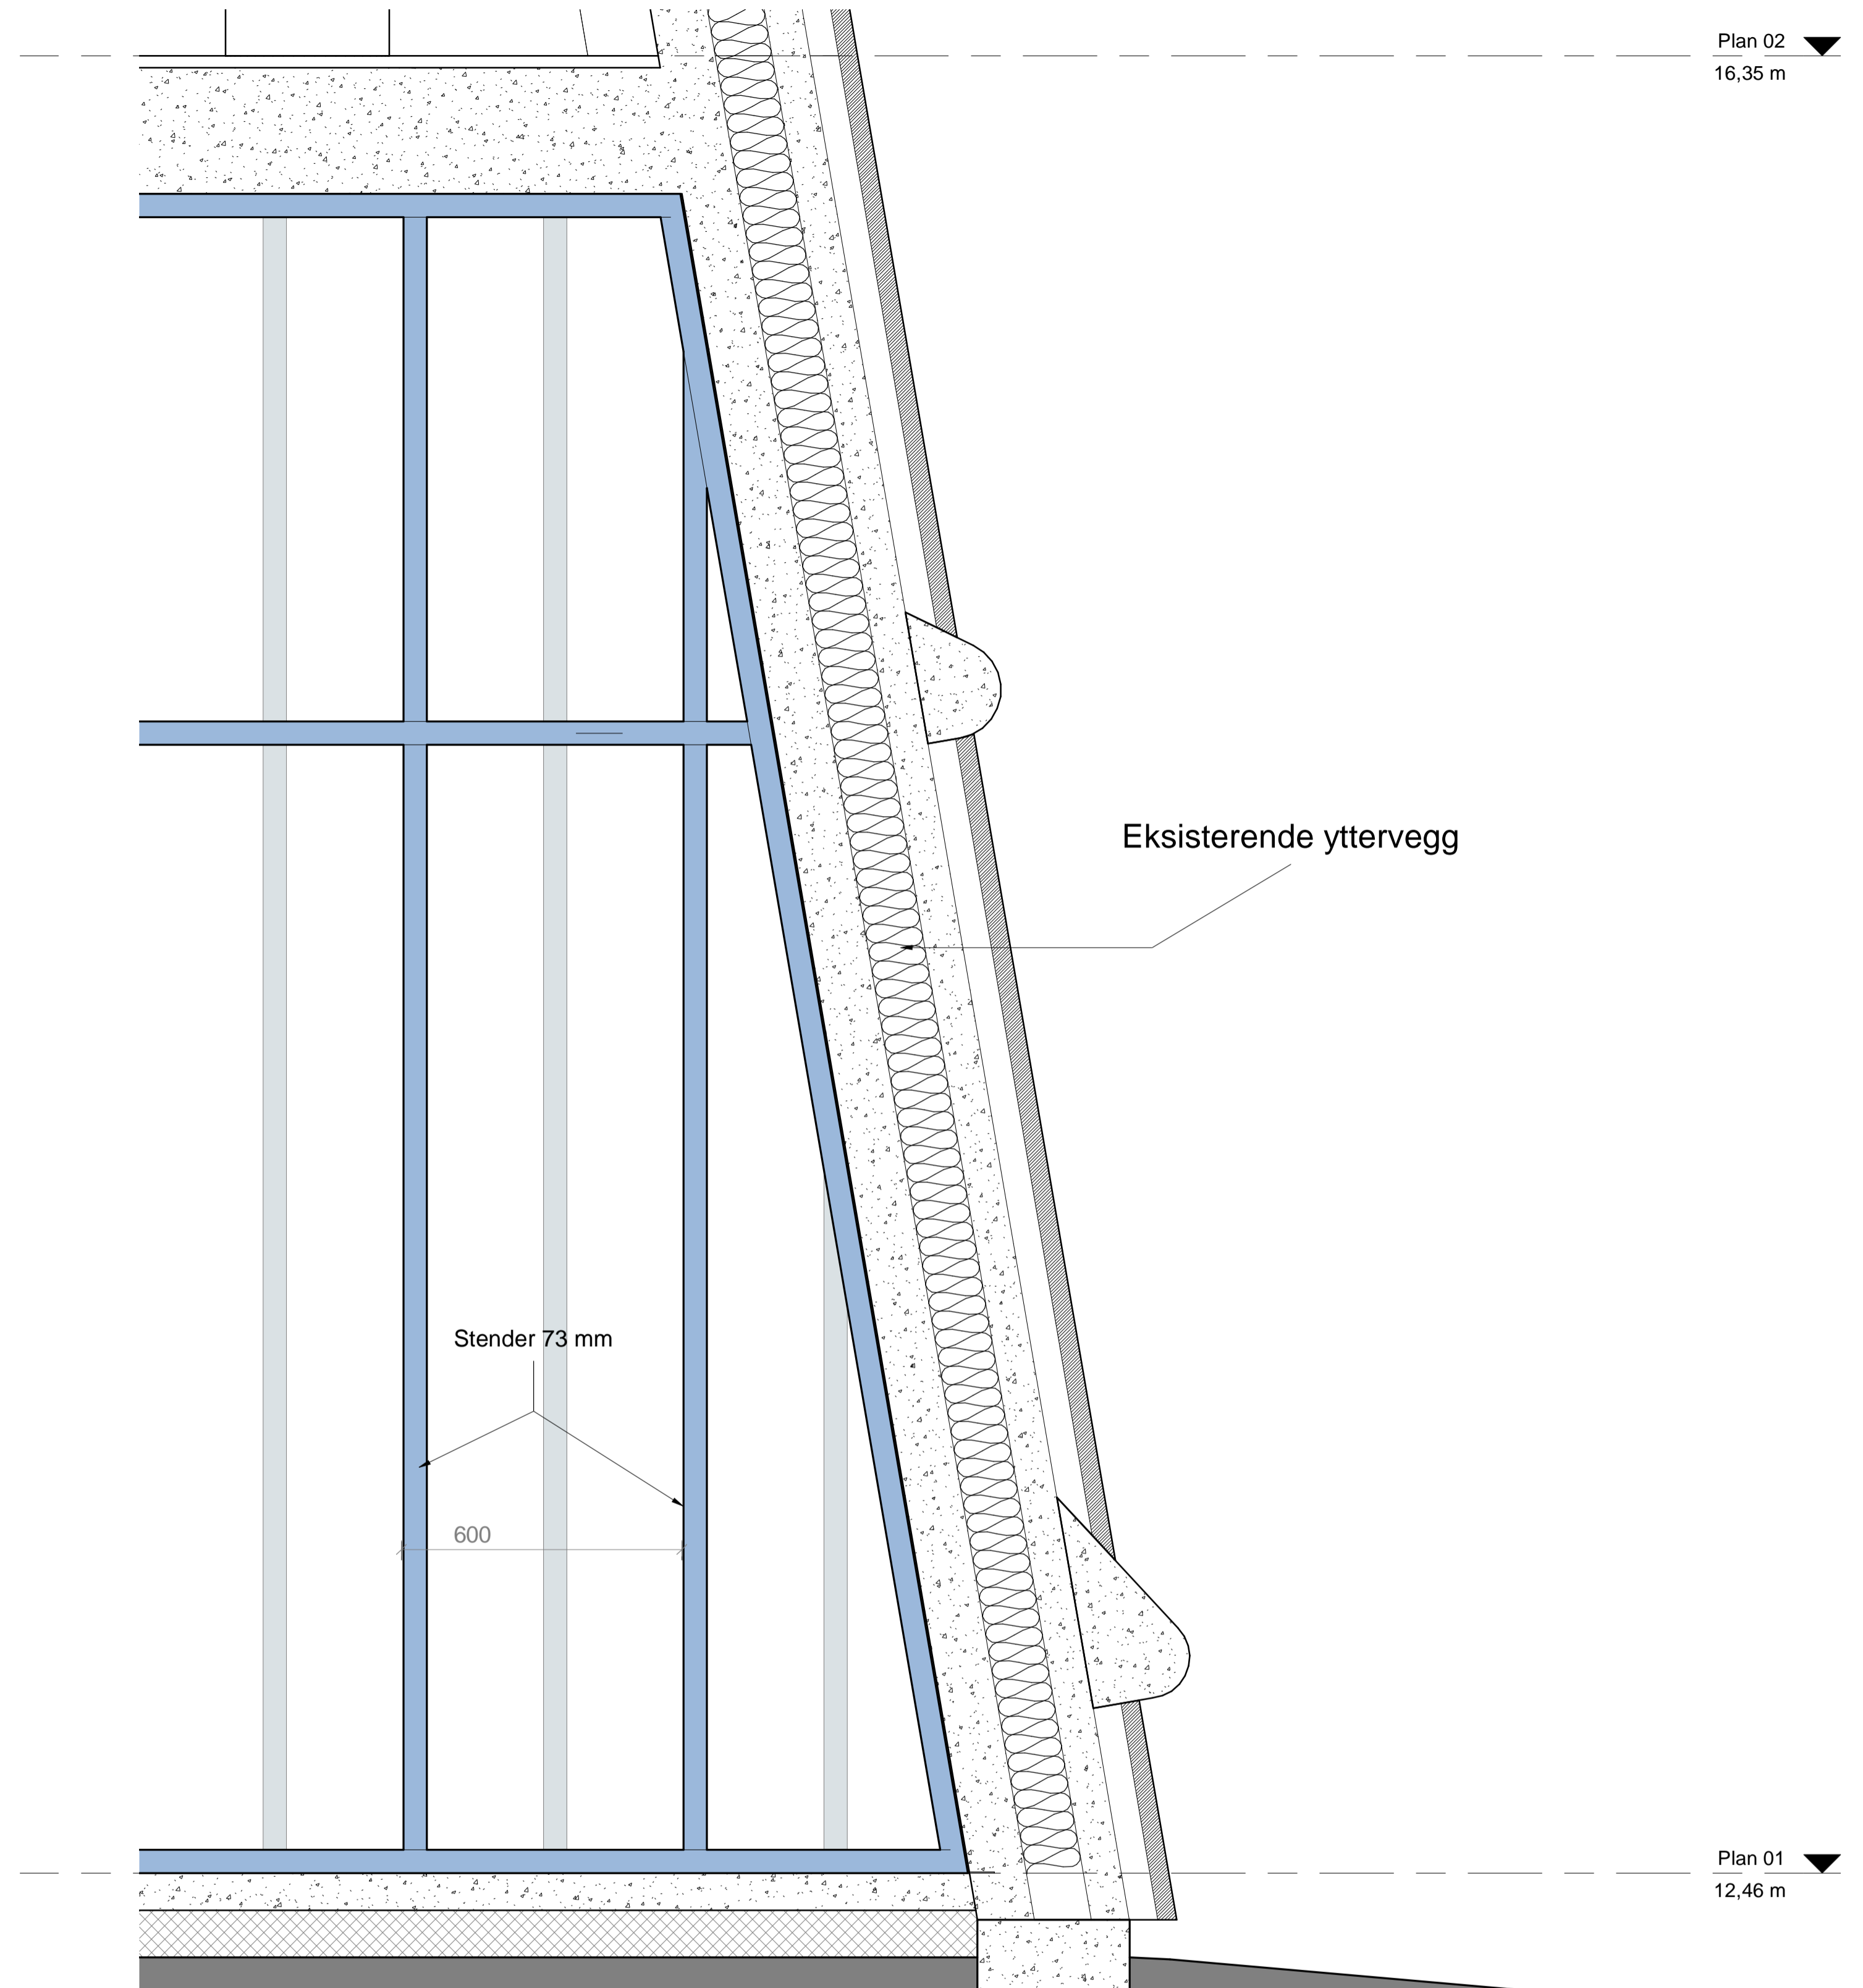 Plan 02
16,35 m
Eksisterende yttervegg
Stender 73 mm
600
Plan 01
12,46 m